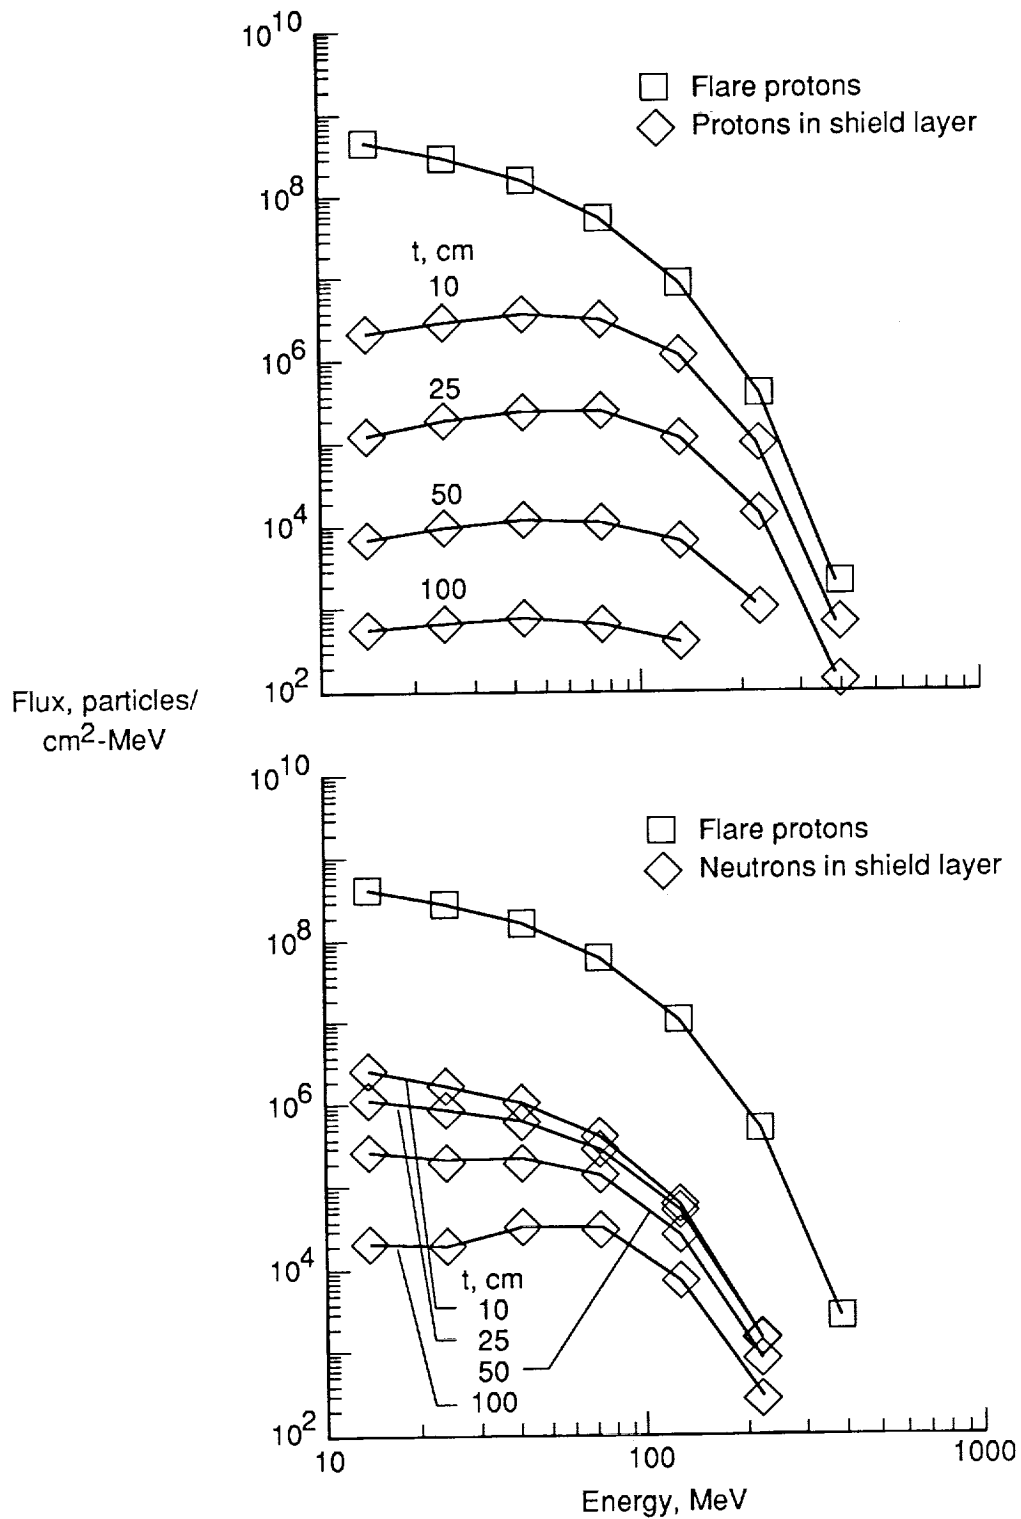 10^10
10^8
10^6
10^4
10^2
Flare protons
Protons in shield layer
t, cm
10
25
50
100
Flux, particles/
cm²-MeV
10^10
10^8
10^6
10^4
10^2
Flare protons
Neutrons in shield layer
t, cm
10
25
50
100
10 100 1000
Energy, MeV